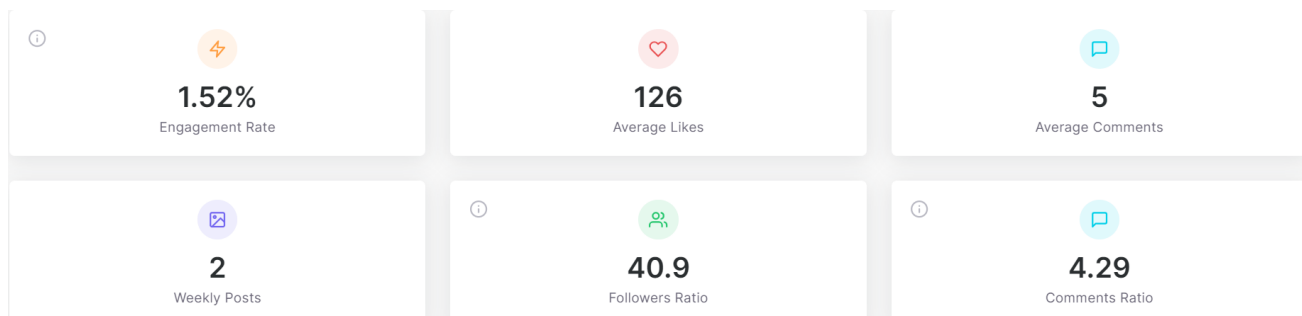 1.52%
Engagement Rate
126
Average Likes
5
Average Comments
2
Weekly Posts
40.9
Followers Ratio
4.29
Comments Ratio